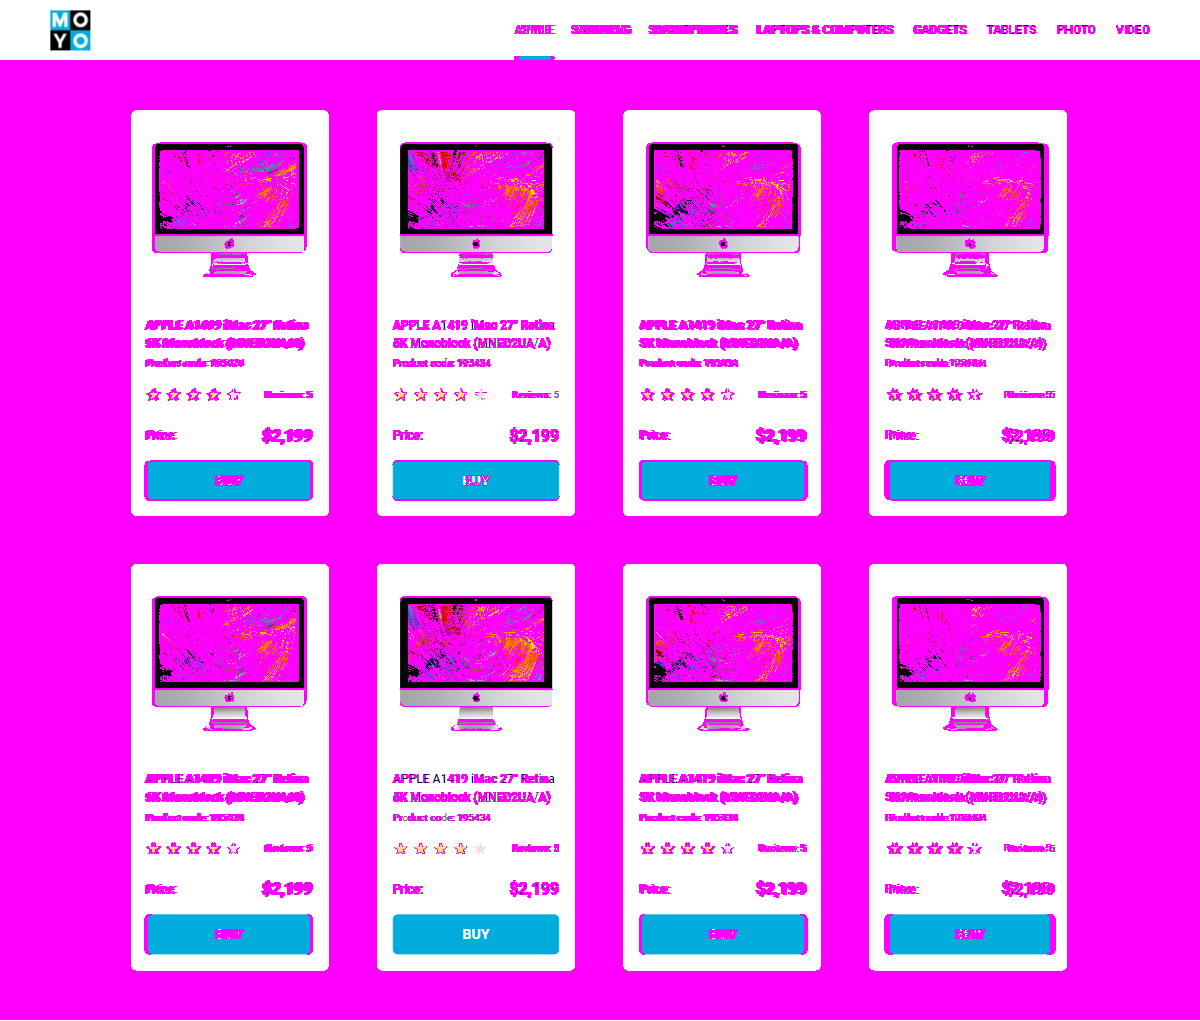 MO
YO
APPLE SAMSUNG SMARTPHONES LAPTOPS & COMPUTERS GADGETS TABLETS PHOTO VIDEO
APPLE A1419 iMac 27" Retina
5K Monoblock (MNED2UA/A)
Product code: 195434
Reviews: 5
Price: $2,199
BUY
APPLE A1419 iMac 27" Retina
5K Monoblock (MNED2UA/A)
Product code: 195434
Reviews: 5
Price: $2,199
BUY
APPLE A1419 iMac 27" Retina
5K Monoblock (MNED2UA/A)
Product code: 195434
Reviews: 5
Price: $2,199
BUY
APPLE A1419 iMac 27" Retina
5K Monoblock (MNED2UA/A)
Product code: 195434
Reviews: 5
Price: $2,199
BUY
APPLE A1419 iMac 27" Retina
5K Monoblock (MNED2UA/A)
Product code: 195434
Reviews: 5
Price: $2,199
BUY
APPLE A1419 iMac 27" Retina
5K Monoblock (MNED2UA/A)
Product code: 195434
Reviews: 5
Price: $2,199
BUY
APPLE A1419 iMac 27" Retina
5K Monoblock (MNED2UA/A)
Product code: 195434
Reviews: 5
Price: $2,199
BUY
APPLE A1419 iMac 27" Retina
5K Monoblock (MNED2UA/A)
Product code: 195434
Reviews: 5
Price: $2,199
BUY